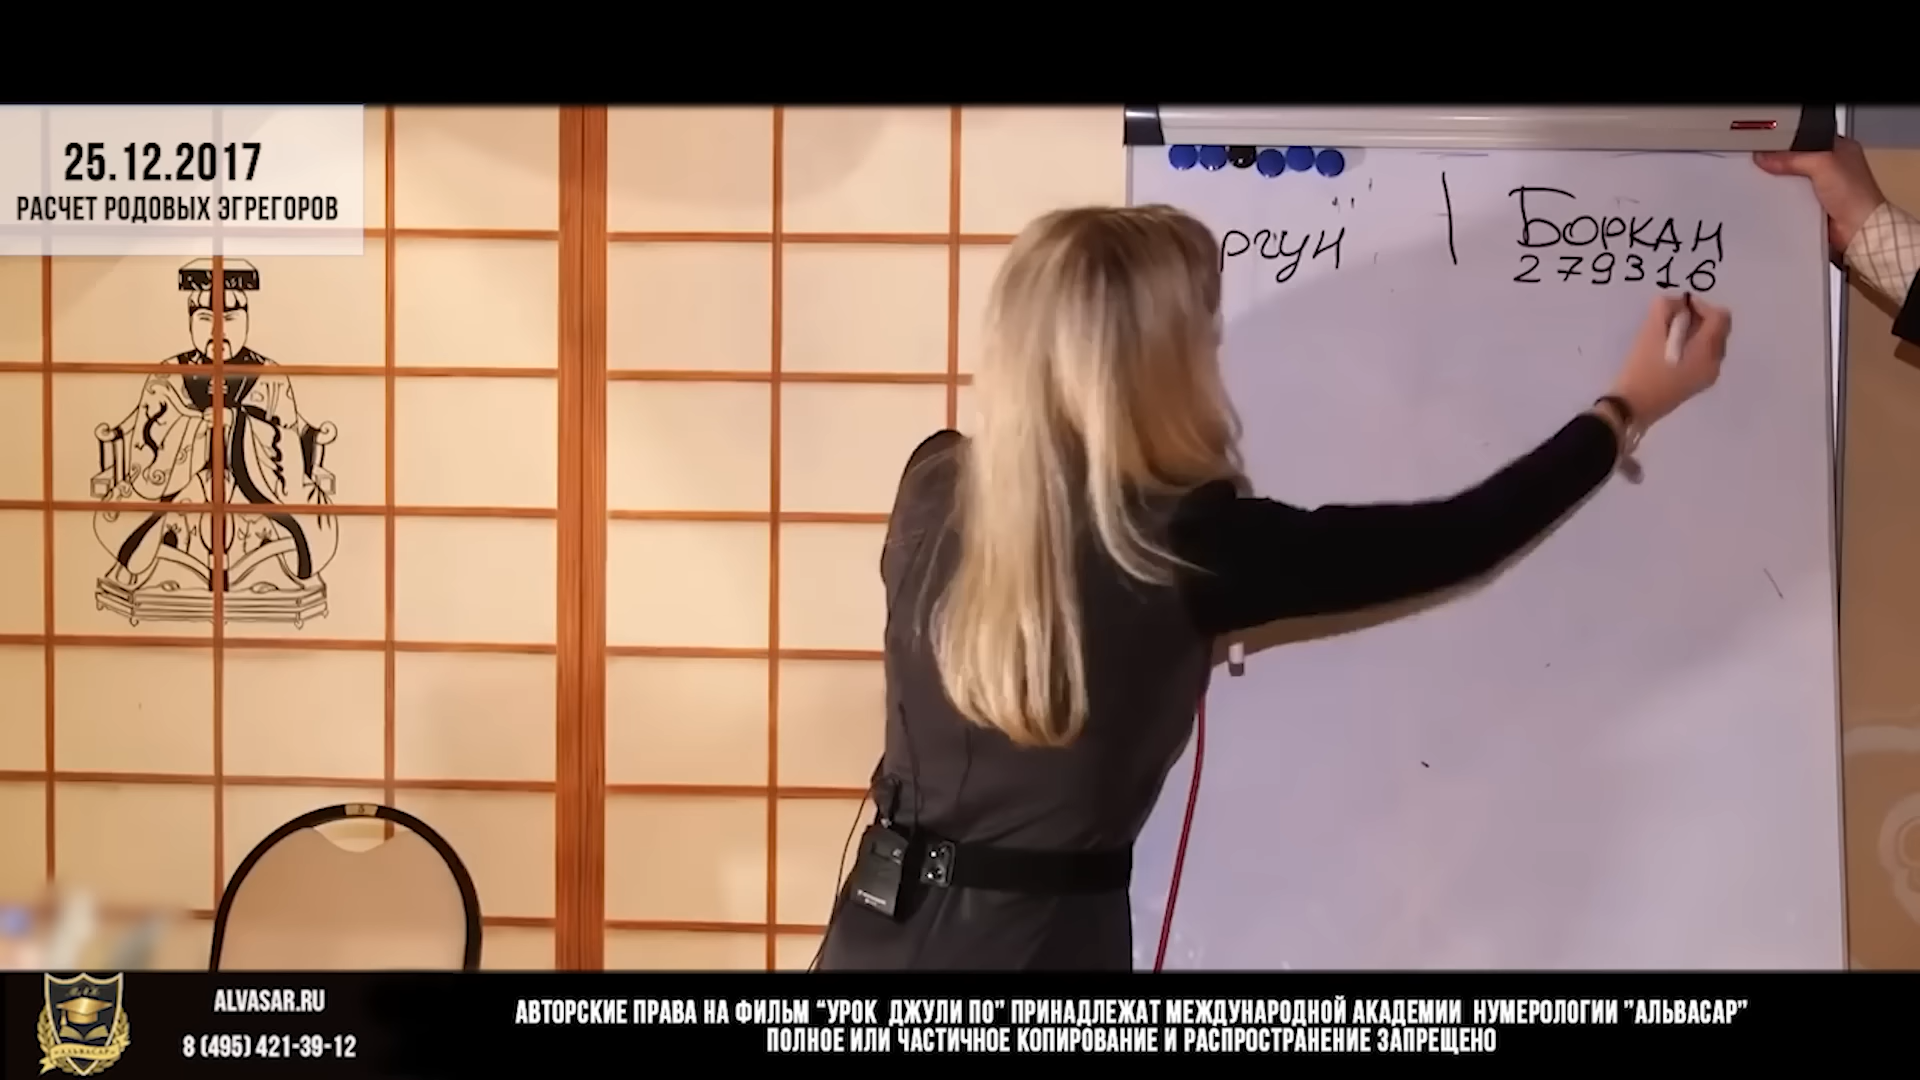 25.12.2017
РАСЧЕТ РОДОВЫХ ЭГРЕГОРОВ
ргун
Боркан
279316
ALVASAR.RU
8 (495) 421-39-12
АЛЬВАСАР
АВТОРСКИЕ ПРАВА НА ФИЛЬМ “УРОК ДЖУЛИ ПО" ПРИНАДЛЕЖАТ МЕЖДУНАРОДНОЙ АКАДЕМИИ НУМЕРОЛОГИИ "АЛЬВАСАР"
ПОЛНОЕ ИЛИ ЧАСТИЧНОЕ КОПИРОВАНИЕ И РАСПРОСТРАНЕНИЕ ЗАПРЕЩЕНО